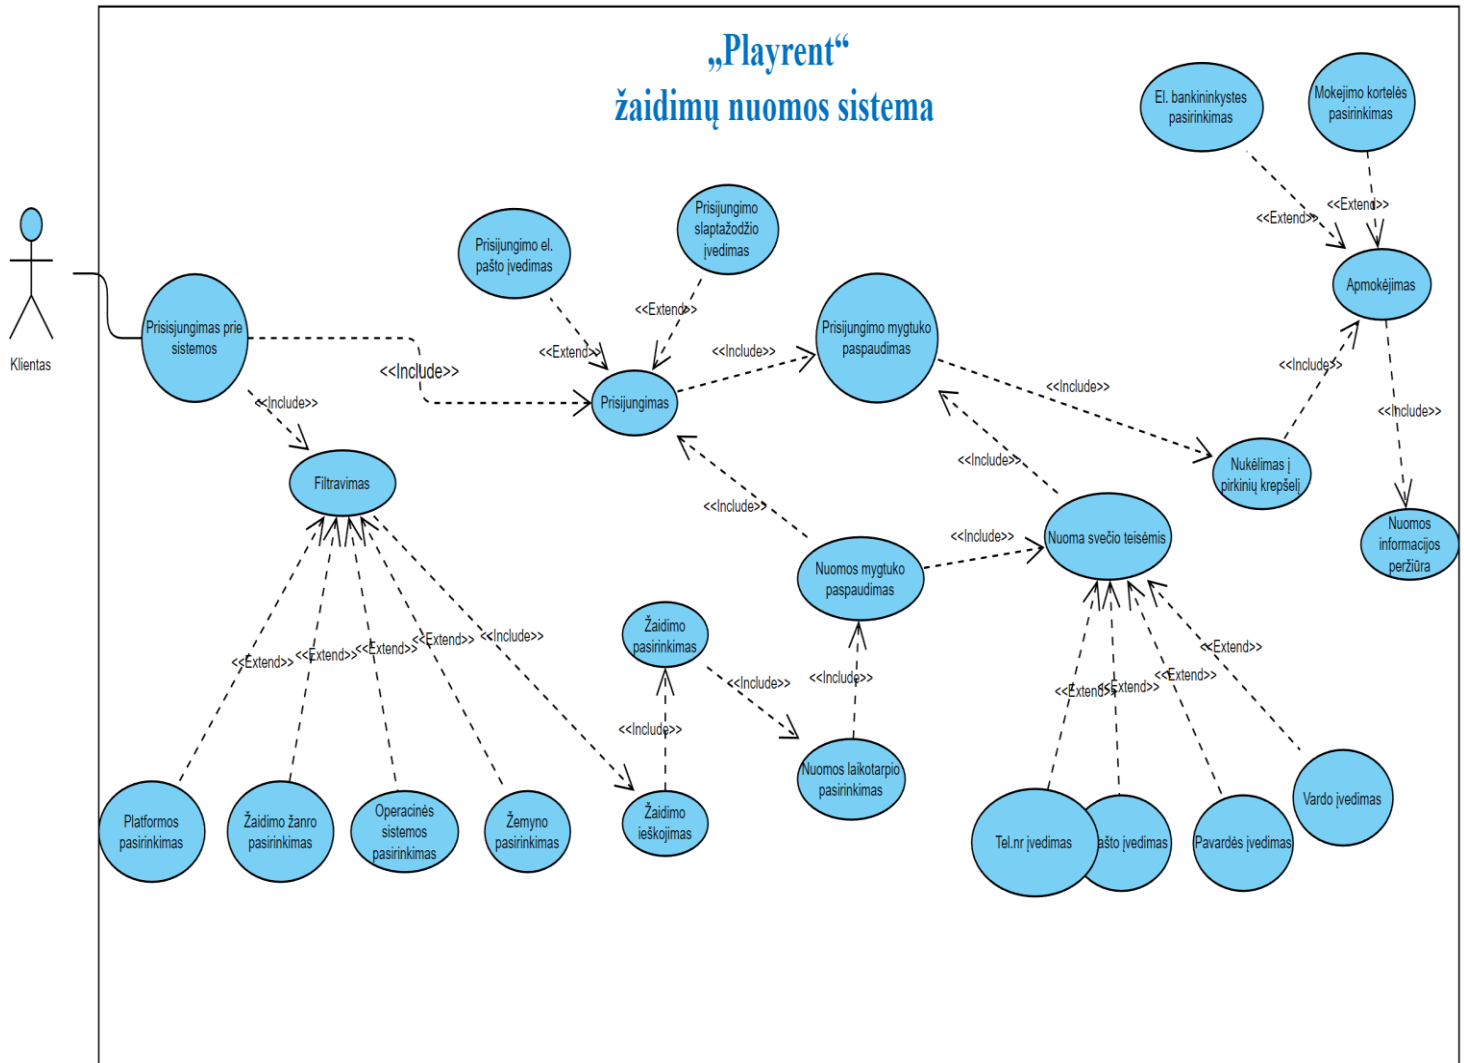 „Playrent“
žaidimų nuomos sistema
El. bankininkystes
pasirinkimas
Mokejimo kortelės
pasirinkimas
<<Extend>>
<<Extend>>
Prisijungimo el.
pašto įvedimas
Prisijungimo
slaptažodžio
įvedimas
Apmokėjimas
<<Extend>>
<<Extend>>
Klientas
Prisisjungimas prie
sistemos
<<Include>>
<<Include>>
Prisijungimas
<<Include>>
Prisijungimo mygtuko
paspaudimas
<<Include>>
<<Include>>
<<Include>>
Filtravimas
<<Include>>
Nukėlimas į
pirkinių krepšelį
<<Include>>
<<Include>>
Nuoma svečio teisėmis
Nuomos
informacijos
peržiūra
Nuomos mygtuko
paspaudimas
Žaidimo
pasirinkimas
<<Extend>>
<<Extend>>
<<Extend>>
<<Extend>>
<<Include>>
<<Include>>
<<Include>>
<<Include>>
<<Extend>>
<<Extend>>
<<Extend>>
<<Extend>>
Platformos
pasirinkimas
Žaidimo žanro
pasirinkimas
Operacinės
sistemos
pasirinkimas
Žemyno
pasirinkimas
Žaidimo
ieškojimas
Nuomos laikotarpio
pasirinkimas
Tel.nr įvedimas
ašto įvedimas
Pavardės įvedimas
Vardo įvedimas